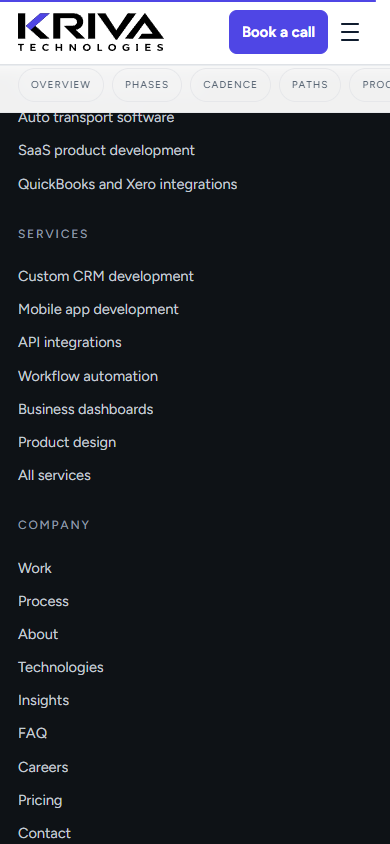 KRIVA
TECHNOLOGIES
Book a call
OVERVIEW
PHASES
CADENCE
PATHS
Auto transport software
SaaS product development
QuickBooks and Xero integrations
SERVICES
Custom CRM development
Mobile app development
API integrations
Workflow automation
Business dashboards
Product design
All services
COMPANY
Work
Process
About
Technologies
Insights
FAQ
Careers
Pricing
Contact